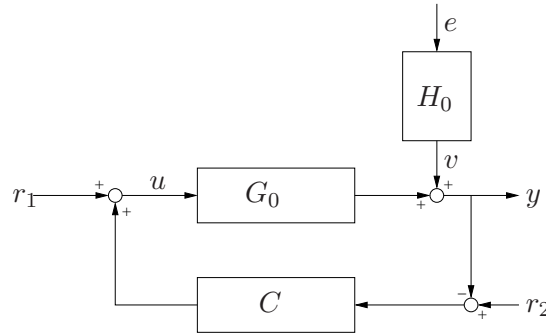 e
H₀
v
r₁ + u G₀ + + y
+
C − r₂
+